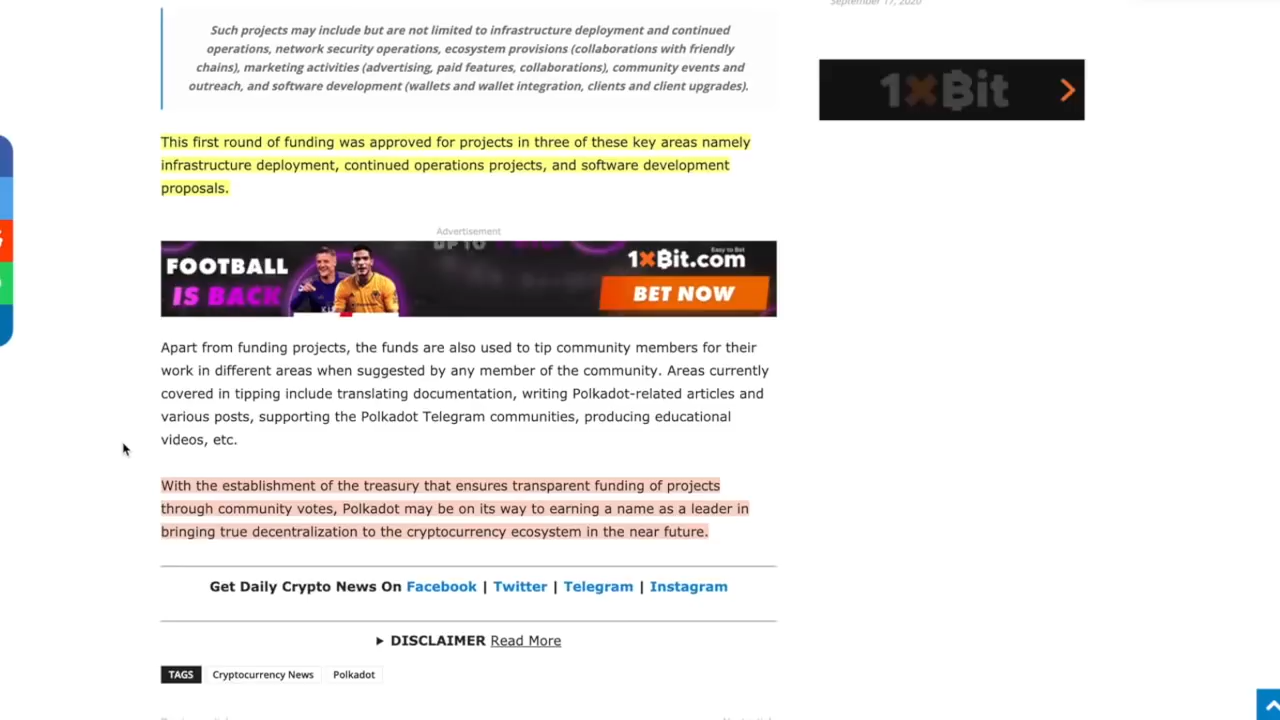 September 17, 2020
Such projects may include but are not limited to infrastructure deployment and continued
operations, network security operations, ecosystem provisions (collaborations with friendly
chains), marketing activities (advertising, paid features, collaborations), community events and
outreach, and software development (wallets and wallet integration, clients and client upgrades).
1xBit
This first round of funding was approved for projects in three of these key areas namely
infrastructure deployment, continued operations projects, and software development
proposals.
Advertisement
UP TO
FOOTBALL
IS BACK
Easy to Bet
1xBit.com
BET NOW
Apart from funding projects, the funds are also used to tip community members for their
work in different areas when suggested by any member of the community. Areas currently
covered in tipping include translating documentation, writing Polkadot-related articles and
various posts, supporting the Polkadot Telegram communities, producing educational
videos, etc.
With the establishment of the treasury that ensures transparent funding of projects
through community votes, Polkadot may be on its way to earning a name as a leader in
bringing true decentralization to the cryptocurrency ecosystem in the near future.
Get Daily Crypto News On Facebook | Twitter | Telegram | Instagram
► DISCLAIMER Read More
TAGS Cryptocurrency News Polkadot